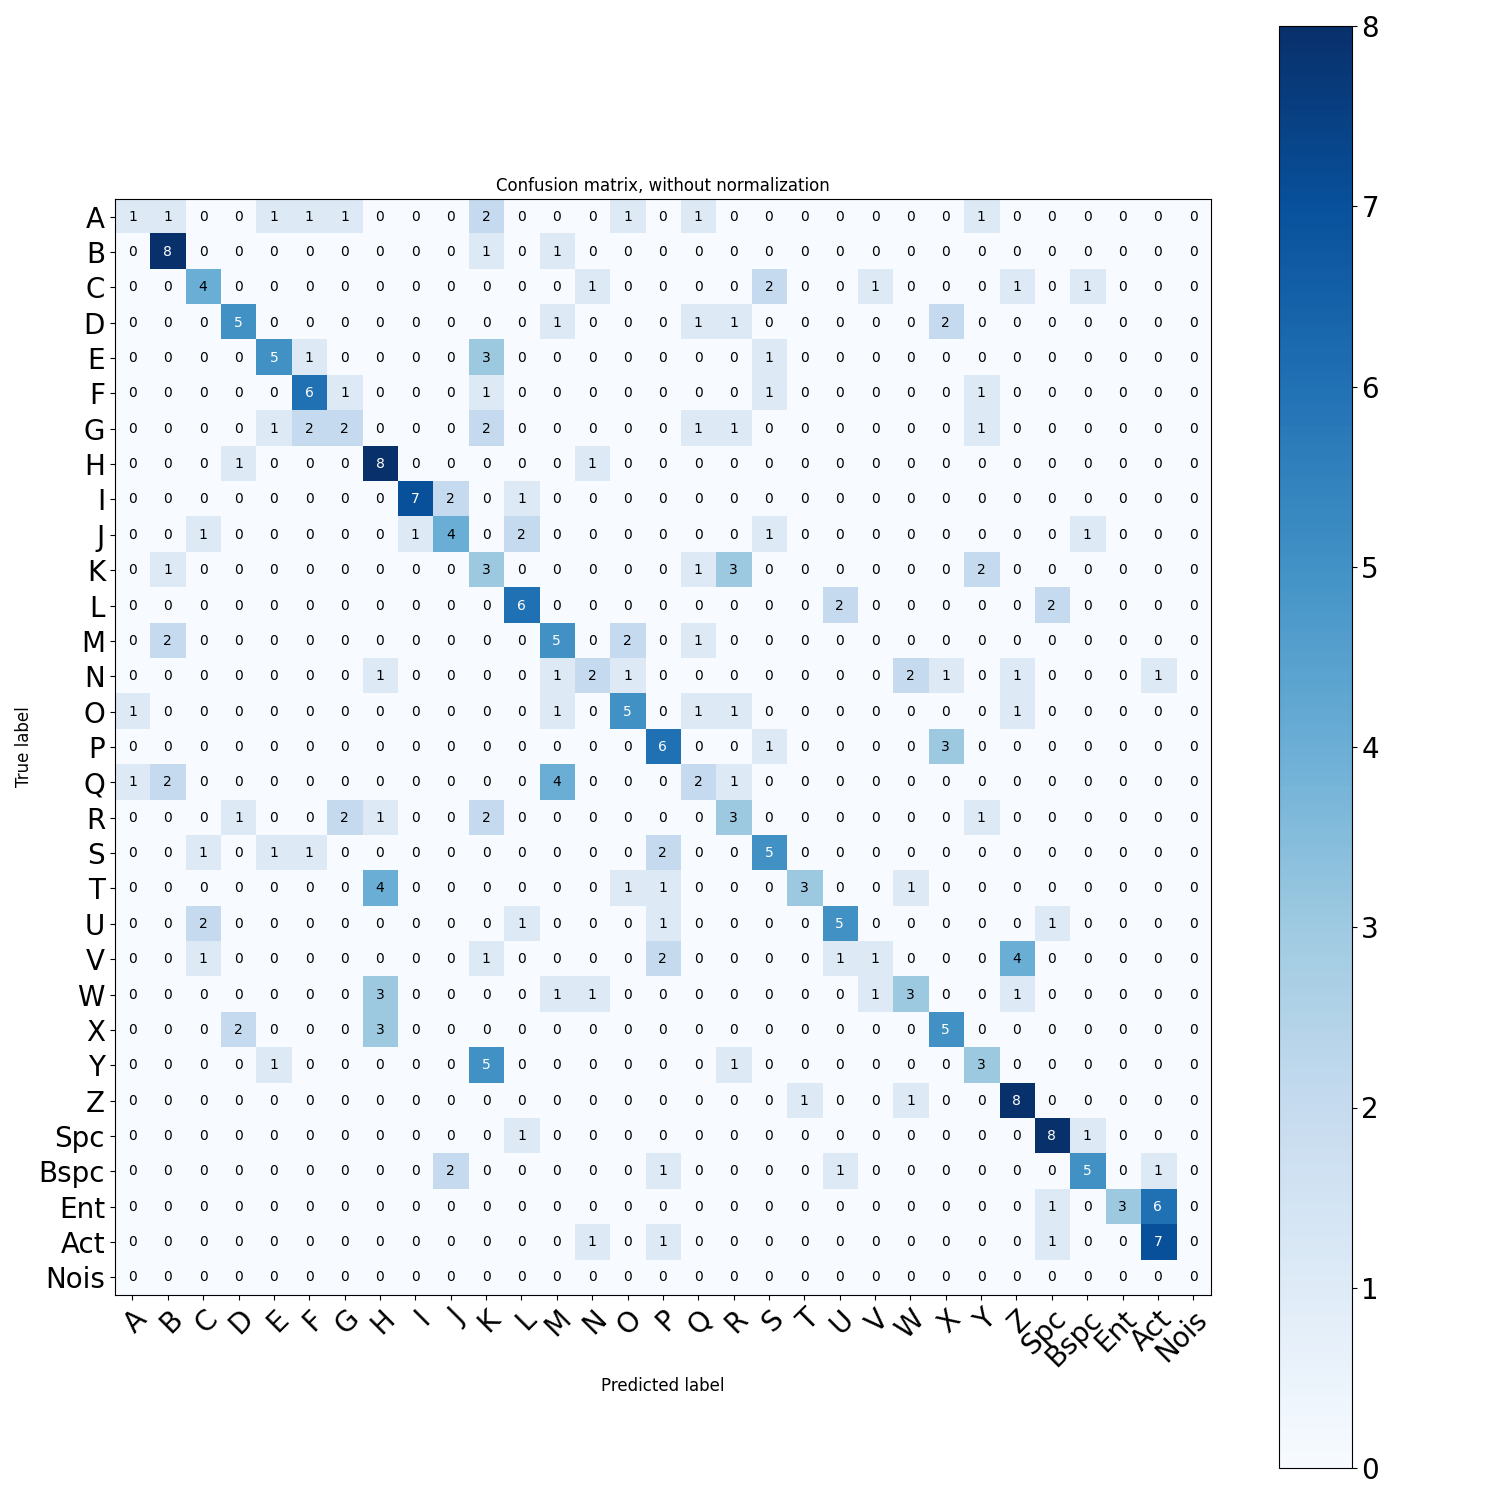 Confusion matrix, without normalization
True label
A 1 1 0 0 1 1 1 0 0 0 2 0 0 0 1 0 1 0 0 0 0 0 0 0 1 0 0 0 0 0 0
B 0 8 0 0 0 0 0 0 0 0 1 0 1 0 0 0 0 0 0 0 0 0 0 0 0 0 0 0 0 0 0
C 0 0 4 0 0 0 0 0 0 0 0 0 0 1 0 0 0 0 2 0 0 1 0 0 0 1 0 1 0 0 0
D 0 0 0 5 0 0 0 0 0 0 0 0 1 0 0 0 1 1 0 0 0 0 0 2 0 0 0 0 0 0 0
E 0 0 0 0 5 1 0 0 0 0 3 0 0 0 0 0 0 0 1 0 0 0 0 0 0 0 0 0 0 0 0
F 0 0 0 0 0 6 1 0 0 0 1 0 0 0 0 0 0 0 1 0 0 0 0 0 1 0 0 0 0 0 0
G 0 0 0 0 1 2 2 0 0 0 2 0 0 0 0 0 1 1 0 0 0 0 0 0 1 0 0 0 0 0 0
H 0 0 0 1 0 0 0 8 0 0 0 0 0 1 0 0 0 0 0 0 0 0 0 0 0 0 0 0 0 0 0
I 0 0 0 0 0 0 0 0 7 2 0 1 0 0 0 0 0 0 0 0 0 0 0 0 0 0 0 0 0 0 0
J 0 0 1 0 0 0 0 0 1 4 0 2 0 0 0 0 0 0 1 0 0 0 0 0 0 0 0 1 0 0 0
K 0 1 0 0 0 0 0 0 0 0 3 0 0 0 0 0 1 3 0 0 0 0 0 0 2 0 0 0 0 0 0
L 0 0 0 0 0 0 0 0 0 0 0 6 0 0 0 0 0 0 0 0 2 0 0 0 0 0 2 0 0 0 0
M 0 2 0 0 0 0 0 0 0 0 0 0 5 0 2 0 1 0 0 0 0 0 0 0 0 0 0 0 0 0 0
N 0 0 0 0 0 0 0 1 0 0 0 0 1 2 1 0 0 0 0 0 0 0 2 1 0 1 0 0 0 1 0
O 1 0 0 0 0 0 0 0 0 0 0 0 1 0 5 0 1 1 0 0 0 0 0 0 0 1 0 0 0 0 0
P 0 0 0 0 0 0 0 0 0 0 0 0 0 0 0 6 0 0 1 0 0 0 0 3 0 0 0 0 0 0 0
Q 1 2 0 0 0 0 0 0 0 0 0 0 4 0 0 0 2 1 0 0 0 0 0 0 0 0 0 0 0 0 0
R 0 0 0 1 0 0 2 1 0 0 2 0 0 0 0 0 0 3 0 0 0 0 0 0 1 0 0 0 0 0 0
S 0 0 1 0 1 1 0 0 0 0 0 0 0 0 0 2 0 0 5 0 0 0 0 0 0 0 0 0 0 0 0
T 0 0 0 0 0 0 0 4 0 0 0 0 0 0 1 1 0 0 0 3 0 0 1 0 0 0 0 0 0 0 0
U 0 0 2 0 0 0 0 0 0 0 0 1 0 0 0 1 0 0 0 0 5 0 0 0 0 0 1 0 0 0 0
V 0 0 1 0 0 0 0 0 0 0 1 0 0 0 0 2 0 0 0 0 1 1 0 0 0 4 0 0 0 0 0
W 0 0 0 0 0 0 0 3 0 0 0 0 1 1 0 0 0 0 0 0 0 1 3 0 0 1 0 0 0 0 0
X 0 0 0 2 0 0 0 3 0 0 0 0 0 0 0 0 0 0 0 0 0 0 0 5 0 0 0 0 0 0 0
Y 0 0 0 0 1 0 0 0 0 0 5 0 0 0 0 0 0 1 0 0 0 0 0 0 3 0 0 0 0 0 0
Z 0 0 0 0 0 0 0 0 0 0 0 0 0 0 0 0 0 0 0 1 0 0 1 0 0 8 0 0 0 0 0
Spc 0 0 0 0 0 0 0 0 0 0 0 1 0 0 0 0 0 0 0 0 0 0 0 0 0 0 8 1 0 0 0
Bspc 0 0 0 0 0 0 0 0 0 2 0 0 0 0 0 1 0 0 0 0 1 0 0 0 0 0 0 5 0 1 0
Ent 0 0 0 0 0 0 0 0 0 0 0 0 0 0 0 0 0 0 0 0 0 0 0 0 0 0 1 0 3 6 0
Act 0 0 0 0 0 0 0 0 0 0 0 0 0 1 0 1 0 0 0 0 0 0 0 0 0 0 1 0 0 7 0
Nois 0 0 0 0 0 0 0 0 0 0 0 0 0 0 0 0 0 0 0 0 0 0 0 0 0 0 0 0 0 0 0
A B C D E F G H I J K L M N O P Q R S T U V W X Y Z Spc Bspc Ent Act Nois
Predicted label
8
7
6
5
4
3
2
1
0